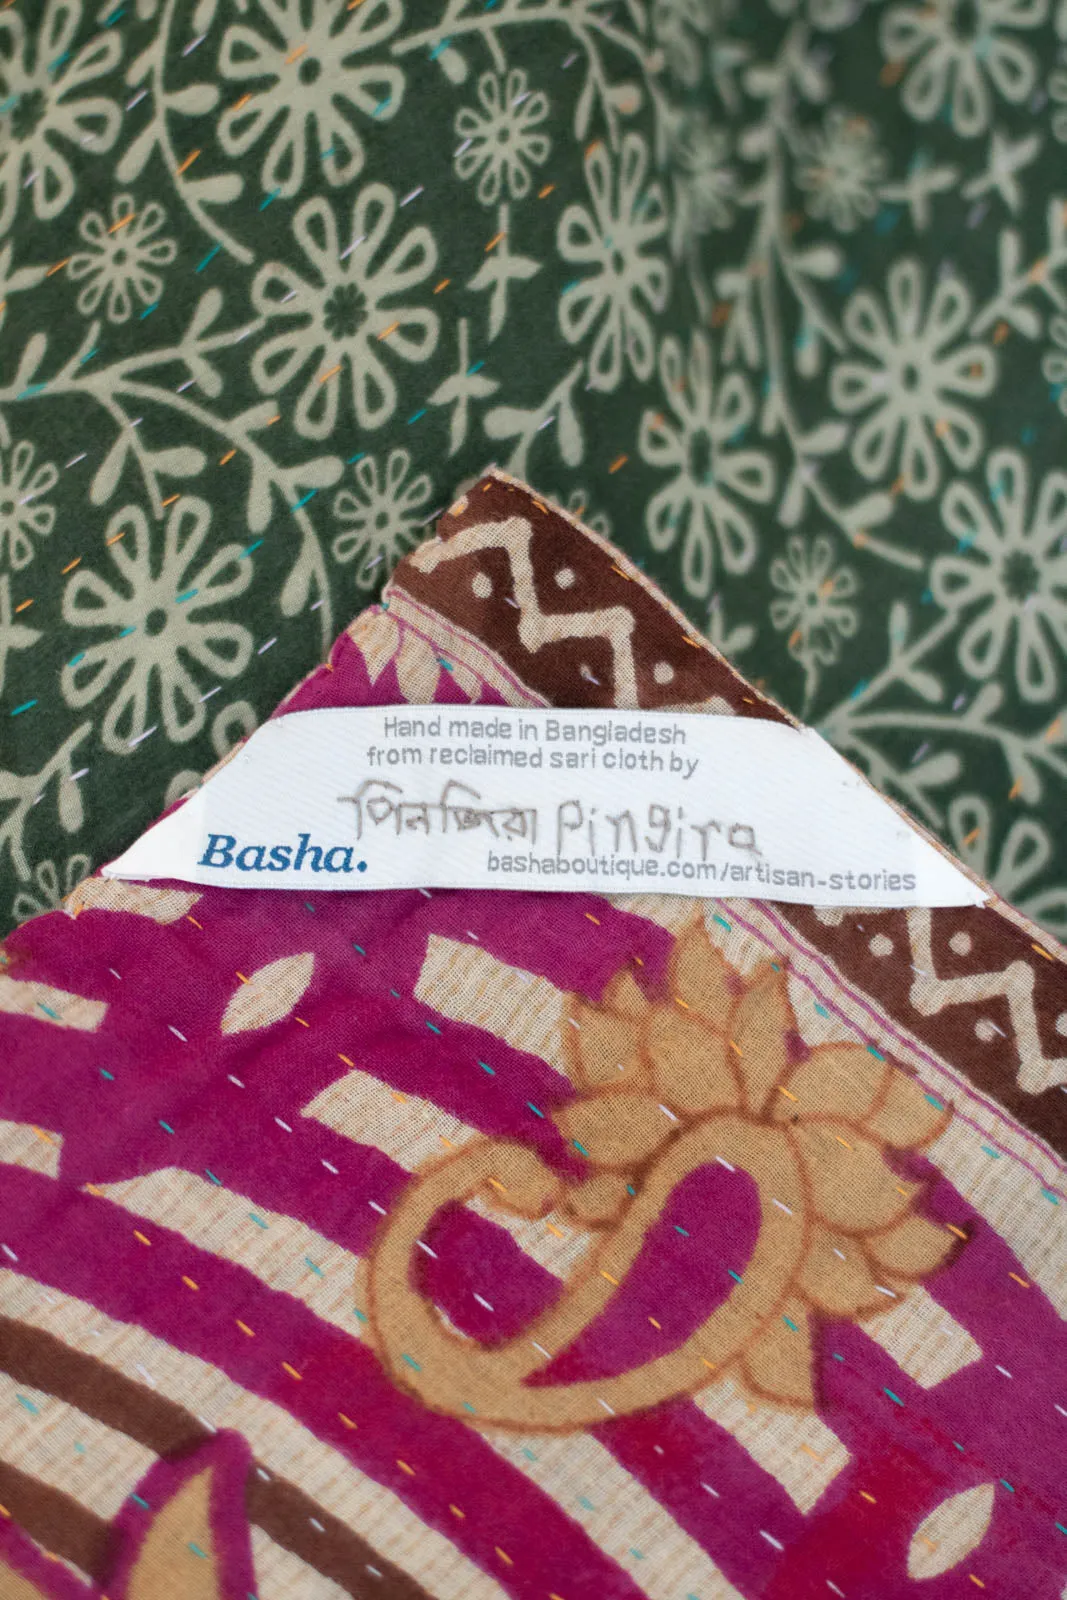 Hand made in Bangladesh
from reclaimed sari cloth by
পিনজিরা Pingira
Basha.
bashaboutique.com/artisan-stories